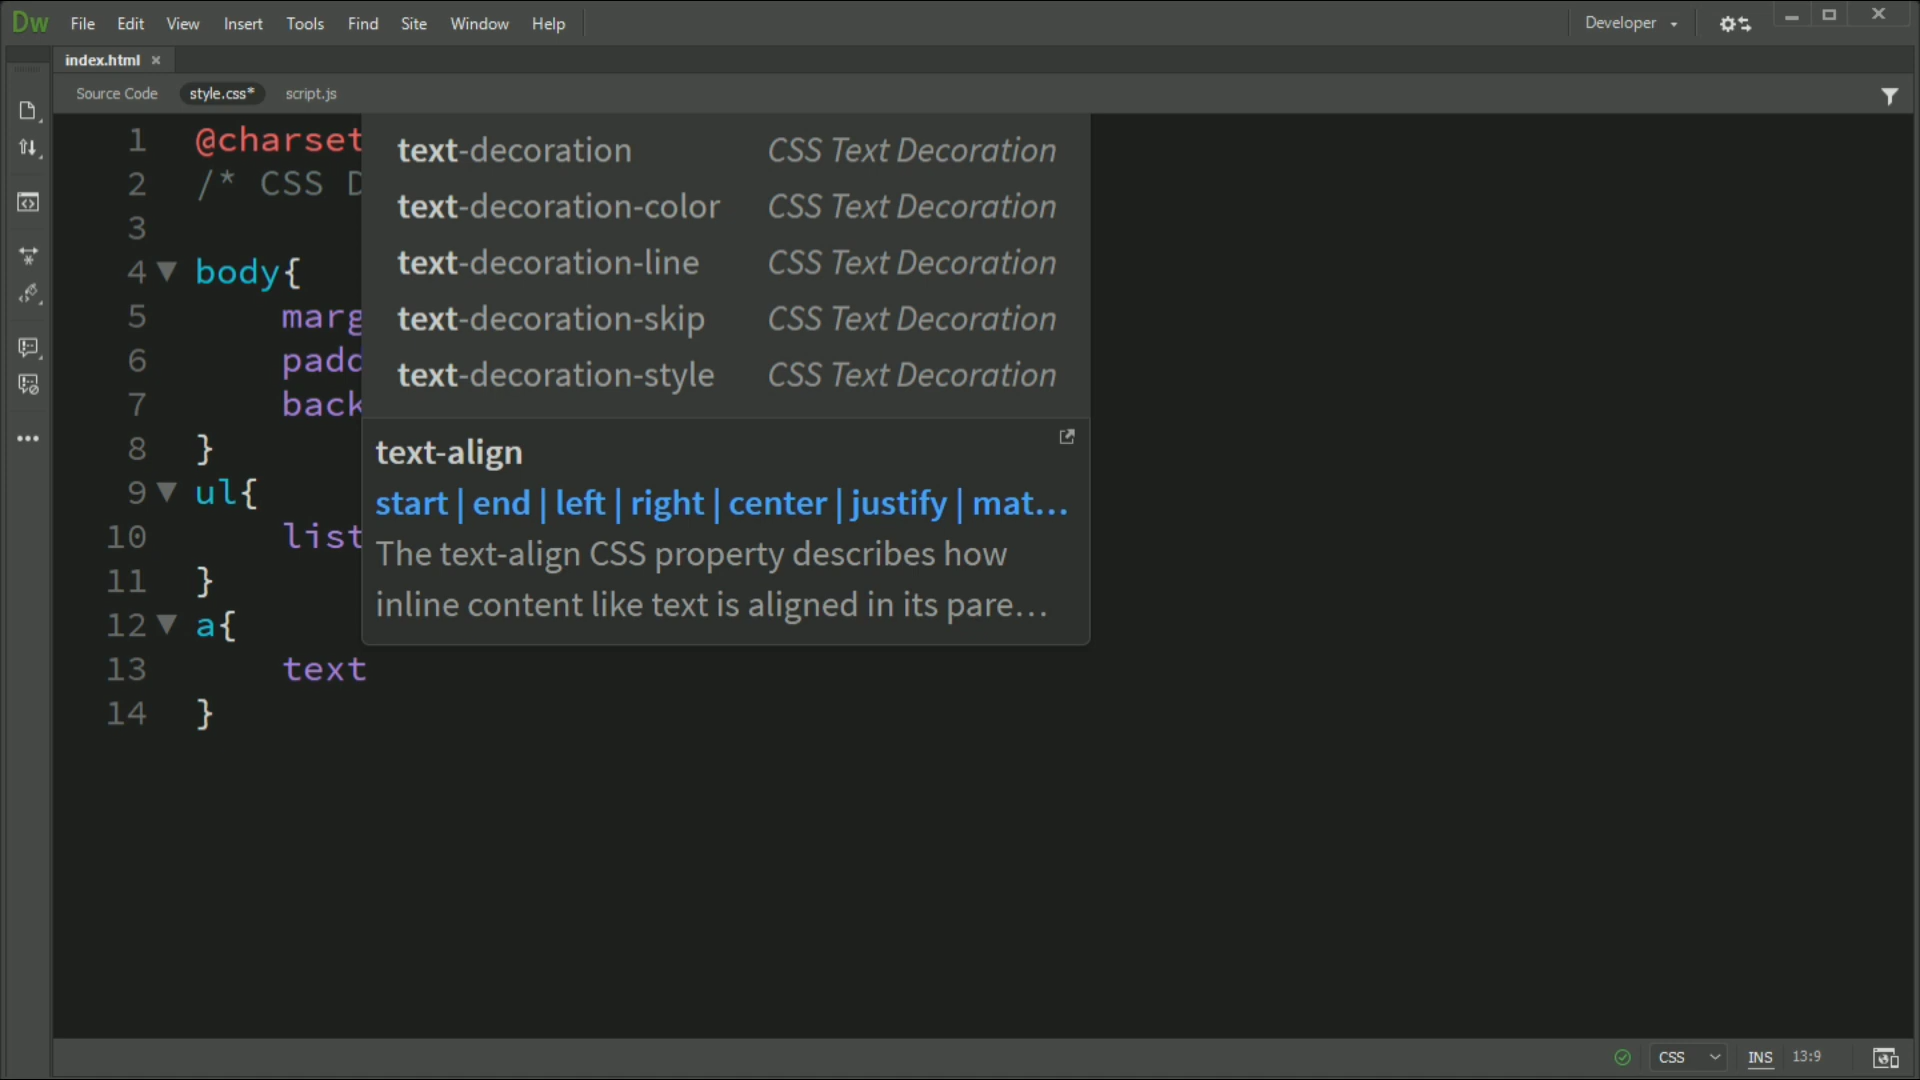 Dw File Edit View Insert Tools Find Site Window Help Developer
index.html
Source Code style.css* script.js
1 @charset
2 /* CSS D
3
4 body{
5 marg
6 padd
7 back
8 }
9 ul{
10 list
11 }
12 a{
13 text
14 }
text-decoration CSS Text Decoration
text-decoration-color CSS Text Decoration
text-decoration-line CSS Text Decoration
text-decoration-skip CSS Text Decoration
text-decoration-style CSS Text Decoration
text-align
start | end | left | right | center | justify | mat...
The text-align CSS property describes how
inline content like text is aligned in its pare...
CSS INS 13:9